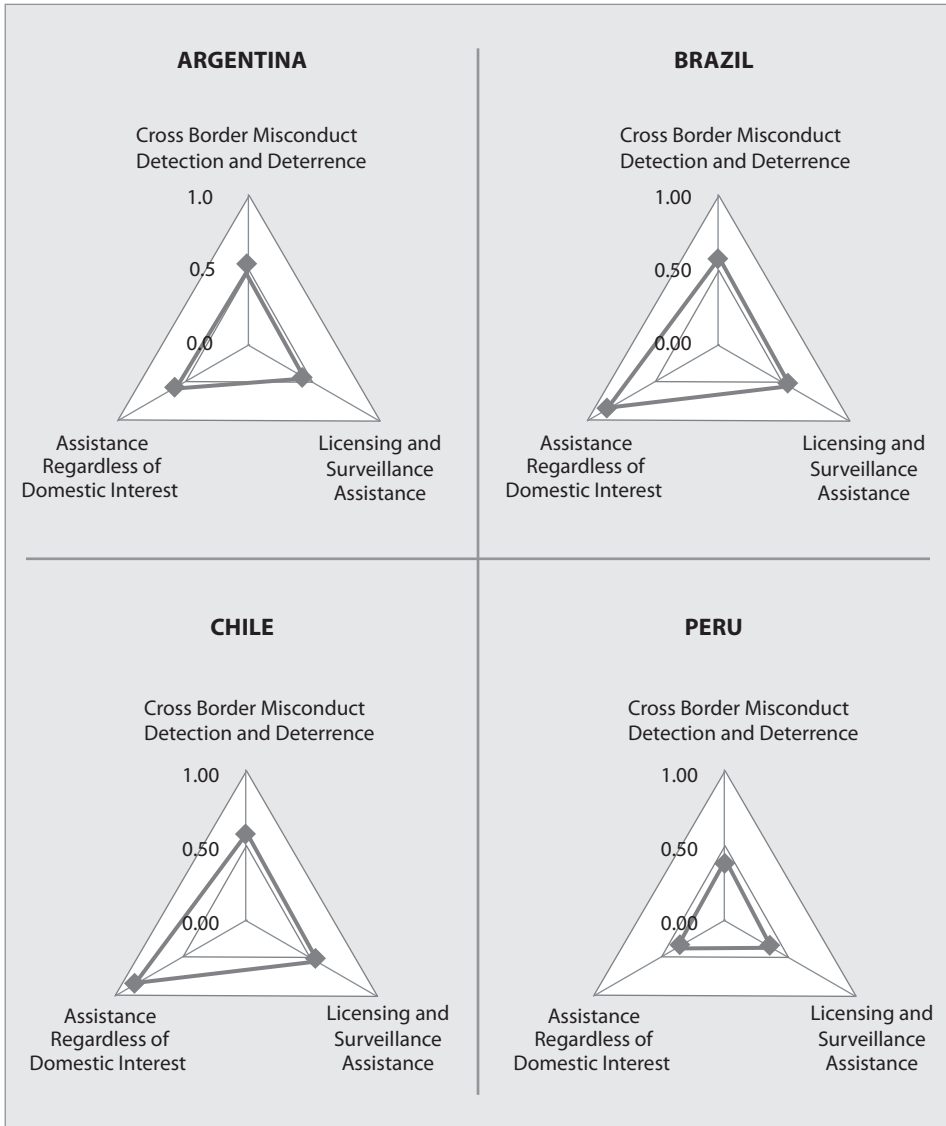 ARGENTINA
Cross Border Misconduct
Detection and Deterrence
1.0
0.5
0.0
Assistance
Regardless of
Domestic Interest
Licensing and
Surveillance
Assistance
BRAZIL
Cross Border Misconduct
Detection and Deterrence
1.00
0.50
0.00
Assistance
Regardless of
Domestic Interest
Licensing and
Surveillance
Assistance
CHILE
Cross Border Misconduct
Detection and Deterrence
1.00
0.50
0.00
Assistance
Regardless of
Domestic Interest
Licensing and
Surveillance
Assistance
PERU
Cross Border Misconduct
Detection and Deterrence
1.00
0.50
0.00
Assistance
Regardless of
Domestic Interest
Licensing and
Surveillance
Assistance